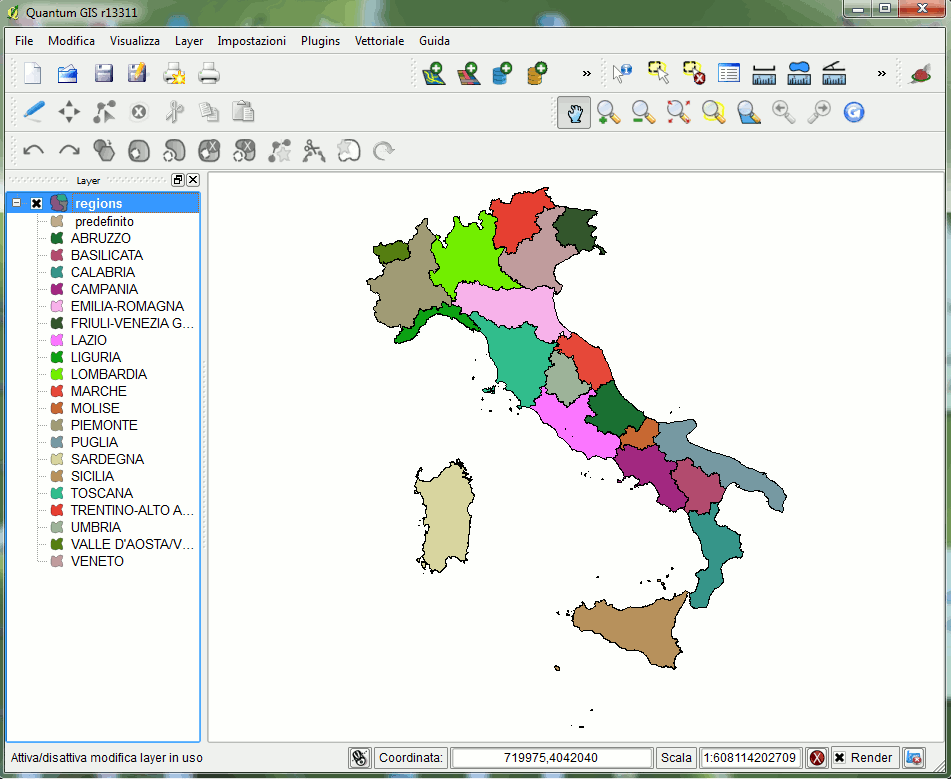 Quantum GIS r13311
File Modifica Visualizza Layer Impostazioni Plugins Vettoriale Guida
Layer
regions
predefinito
ABRUZZO
BASILICATA
CALABRIA
CAMPANIA
EMILIA-ROMAGNA
FRIULI-VENEZIA G...
LAZIO
LIGURIA
LOMBARDIA
MARCHE
MOLISE
PIEMONTE
PUGLIA
SARDEGNA
SICILIA
TOSCANA
TRENTINO-ALTO A...
UMBRIA
VALLE D'AOSTA/V...
VENETO
Attiva/disattiva modifica layer in uso Coordinata: 719975,4042040 Scala 1:608114202709 Render